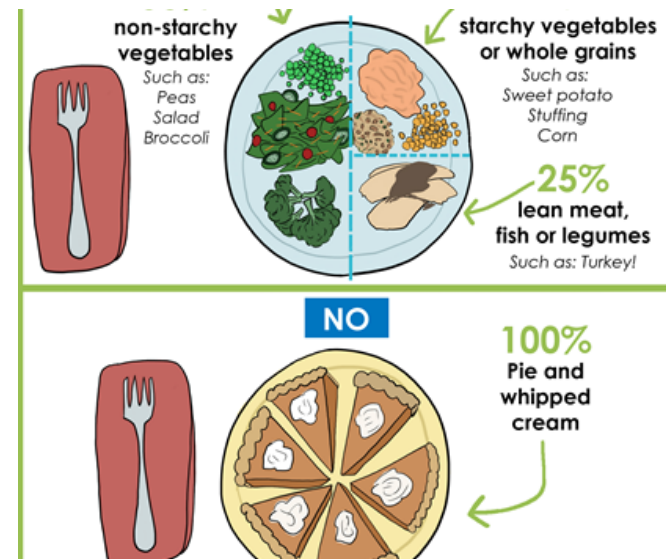 non-starchy
vegetables
Such as:
Peas
Salad
Broccoli
starchy vegetables
or whole grains
Such as:
Sweet potato
Stuffing
Corn
25%
lean meat,
fish or legumes
Such as: Turkey!
NO
100%
Pie and
whipped
cream